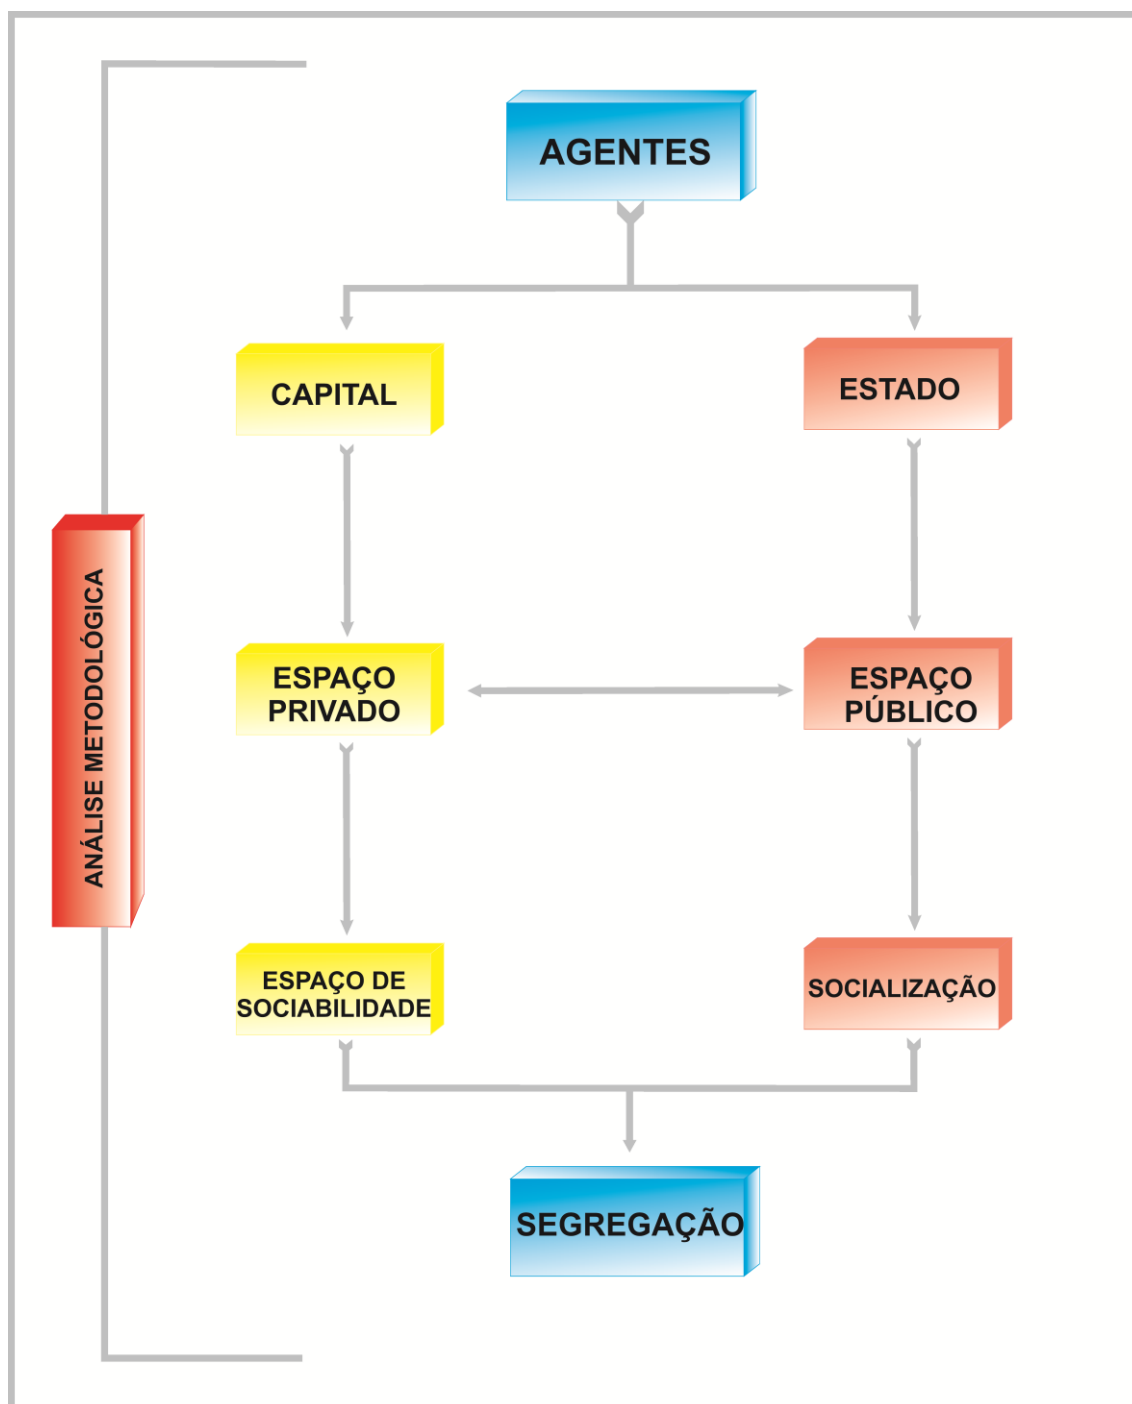 AGENTES
CAPITAL
ESTADO
ANÁLISE METODOLÓGICA
ESPAÇO
PRIVADO
ESPAÇO
PÚBLICO
ESPAÇO DE
SOCIABILIDADE
SOCIALIZAÇÃO
SEGREGAÇÃO